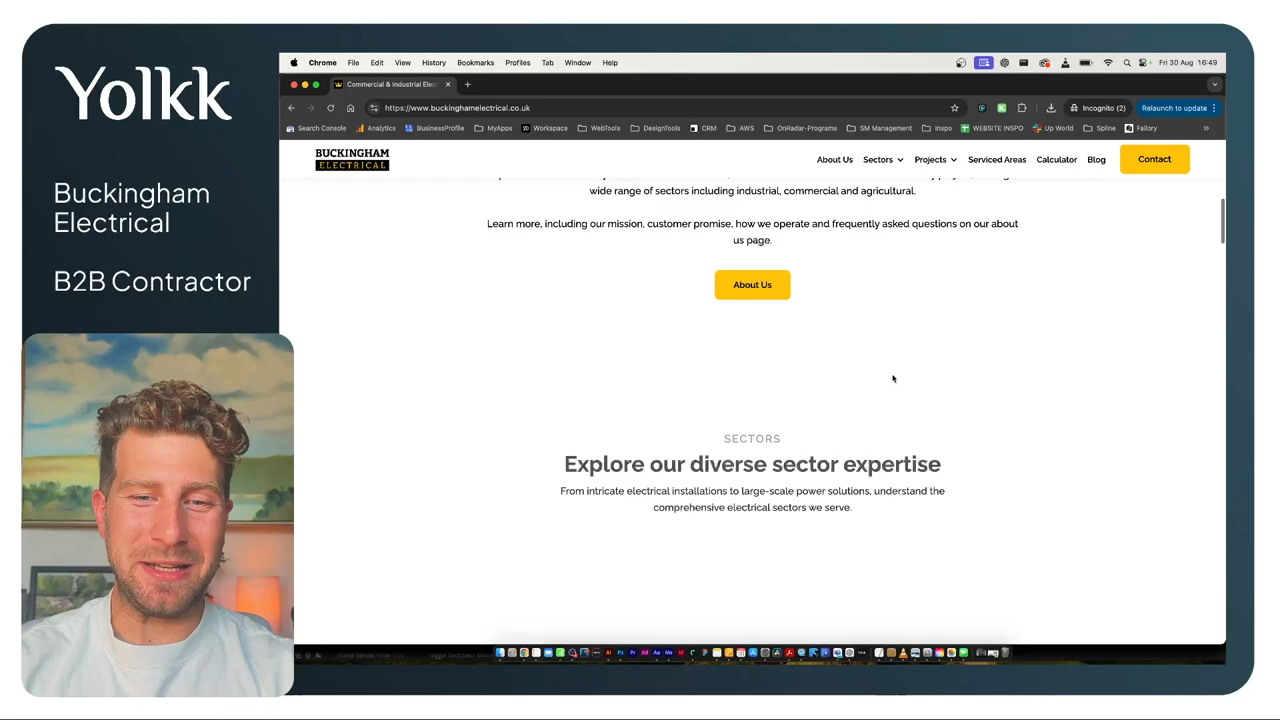 Yolkk
Buckingham
Electrical
B2B Contractor
Chrome File Edit View History Bookmarks Profiles Tab Window Help
Fri 30 Aug 16:49
Commercial & Industrial Elec
https://www.buckinghamelectrical.co.uk
Incognito (2)
Relaunch to update
Search Console Analytics BusinessProfile MyApps Workspace WebTools DesignTools CRM AWS OnRadar-Programs SM Management Inspo WEBSITE INSPO Up World Spline Fallory
BUCKINGHAM
ELECTRICAL
About Us Sectors Projects Serviced Areas Calculator Blog Contact
wide range of sectors including industrial, commercial and agricultural.
Learn more, including our mission, customer promise, how we operate and frequently asked questions on our about
us page.
About Us
SECTORS
Explore our diverse sector expertise
From intricate electrical installations to large-scale power solutions, understand the
comprehensive electrical sectors we serve.